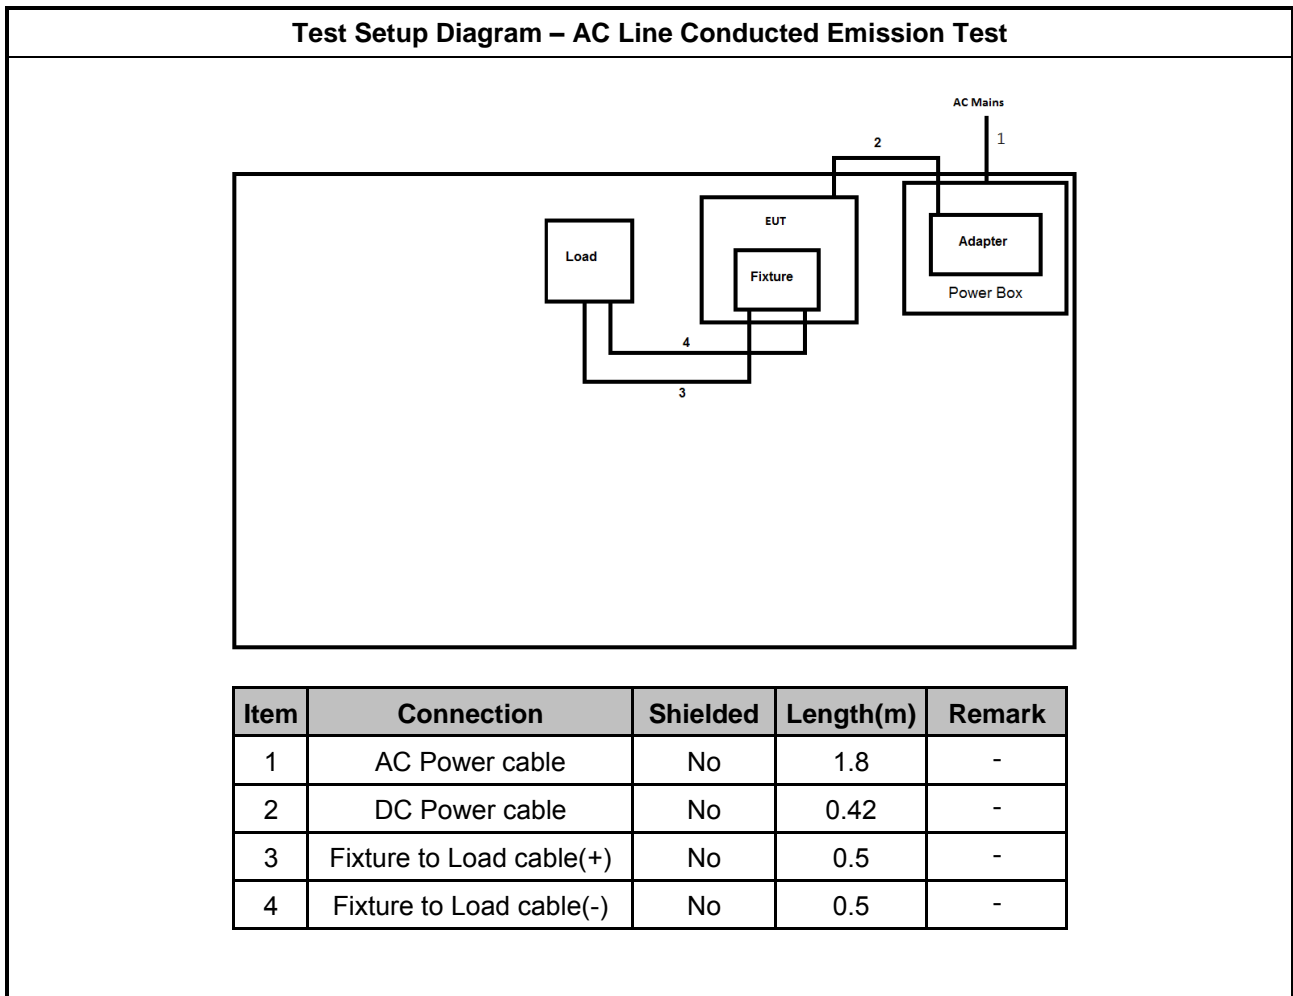 Test Setup Diagram – AC Line Conducted Emission Test
AC Mains
1
2
EUT
Load
Adapter
Fixture
Power Box
4
3
Item Connection Shielded Length(m) Remark
1 AC Power cable No 1.8 -
2 DC Power cable No 0.42 -
3 Fixture to Load cable(+) No 0.5 -
4 Fixture to Load cable(-) No 0.5 -